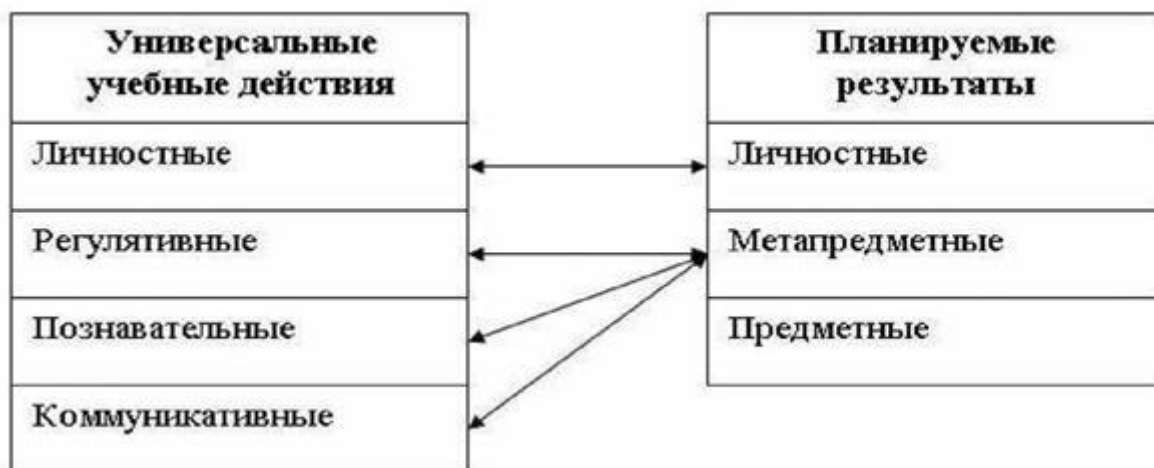 Универсальные
учебные действия
Личностные
Регулятивные
Познавательные
Коммуникативные
Планируемые
результаты
Личностные
Метапредметные
Предметные